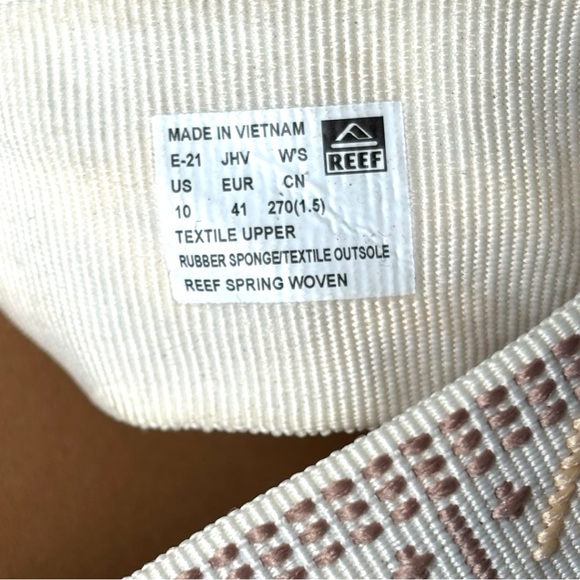 MADE IN VIETNAM
REEF
E-21 JHV W'S
US EUR CN
10 41 270(1.5)
TEXTILE UPPER
RUBBER SPONGE/TEXTILE OUTSOLE
REEF SPRING WOVEN